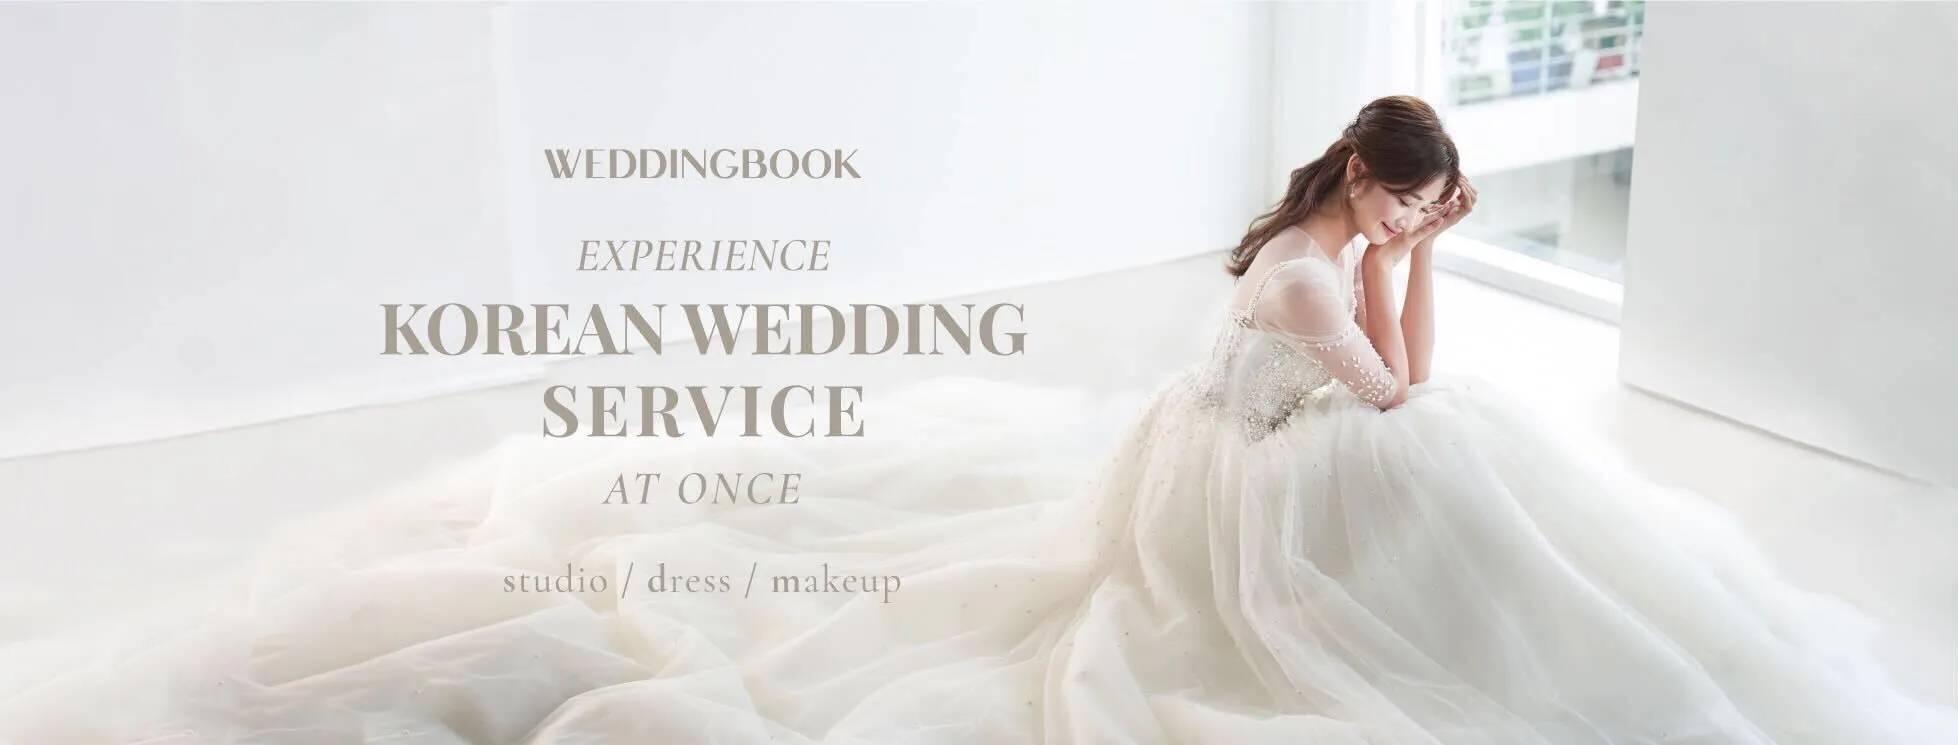 WEDDINGBOOK
EXPERIENCE
KOREAN WEDDING
SERVICE
AT ONCE
studio / dress / makeup